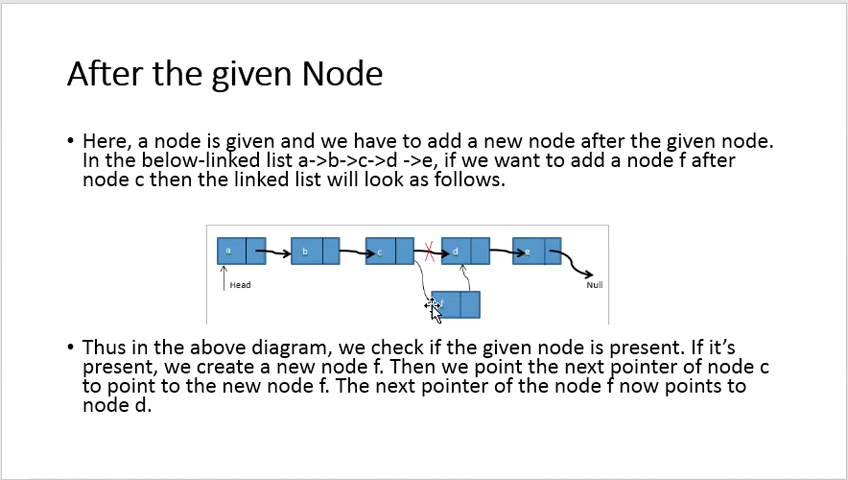 After the given Node
• Here, a node is given and we have to add a new node after the given node.
In the below-linked list a->b->c->d ->e, if we want to add a node f after
node c then the linked list will look as follows.
a b c d e
Head Null
f
• Thus in the above diagram, we check if the given node is present. If it’s
present, we create a new node f. Then we point the next pointer of node c
to point to the new node f. The next pointer of the node f now points to
node d.